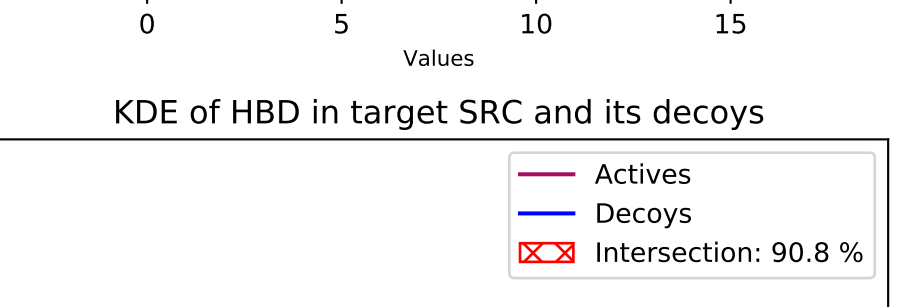 0 5 10 15
Values
KDE of HBD in target SRC and its decoys
Actives
Decoys
Intersection: 90.8 %